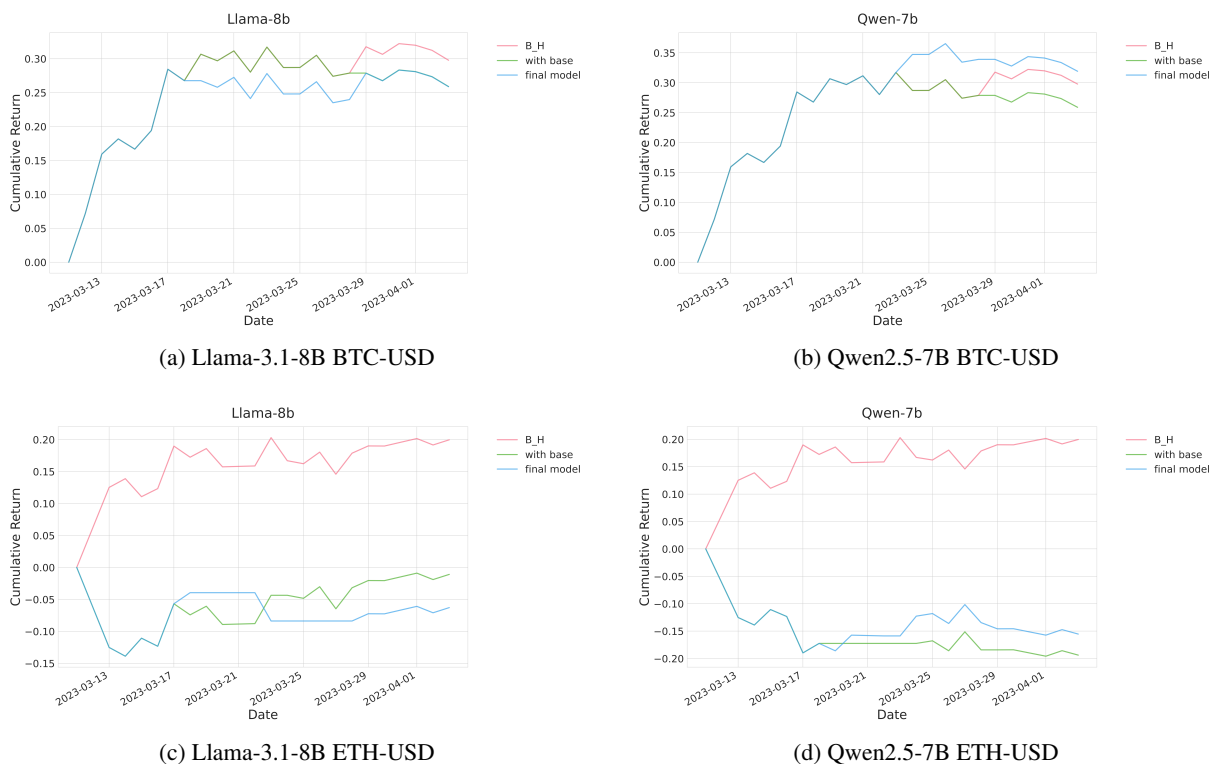 Llama-8b
Cumulative Return
0.30
0.25
0.20
0.15
0.10
0.05
0.00
2023-03-13
2023-03-17
2023-03-21
2023-03-25
2023-03-29
2023-04-01
Date
B_H
with base
final model
(a) Llama-3.1-8B BTC-USD
Qwen-7b
Cumulative Return
0.35
0.30
0.25
0.20
0.15
0.10
0.05
0.00
2023-03-13
2023-03-17
2023-03-21
2023-03-25
2023-03-29
2023-04-01
Date
B_H
with base
final model
(b) Qwen2.5-7B BTC-USD
Llama-8b
Cumulative Return
0.20
0.15
0.10
0.05
0.00
−0.05
−0.10
−0.15
2023-03-13
2023-03-17
2023-03-21
2023-03-25
2023-03-29
2023-04-01
Date
B_H
with base
final model
(c) Llama-3.1-8B ETH-USD
Qwen-7b
Cumulative Return
0.20
0.15
0.10
0.05
0.00
−0.05
−0.10
−0.15
−0.20
2023-03-13
2023-03-17
2023-03-21
2023-03-25
2023-03-29
2023-04-01
Date
B_H
with base
final model
(d) Qwen2.5-7B ETH-USD